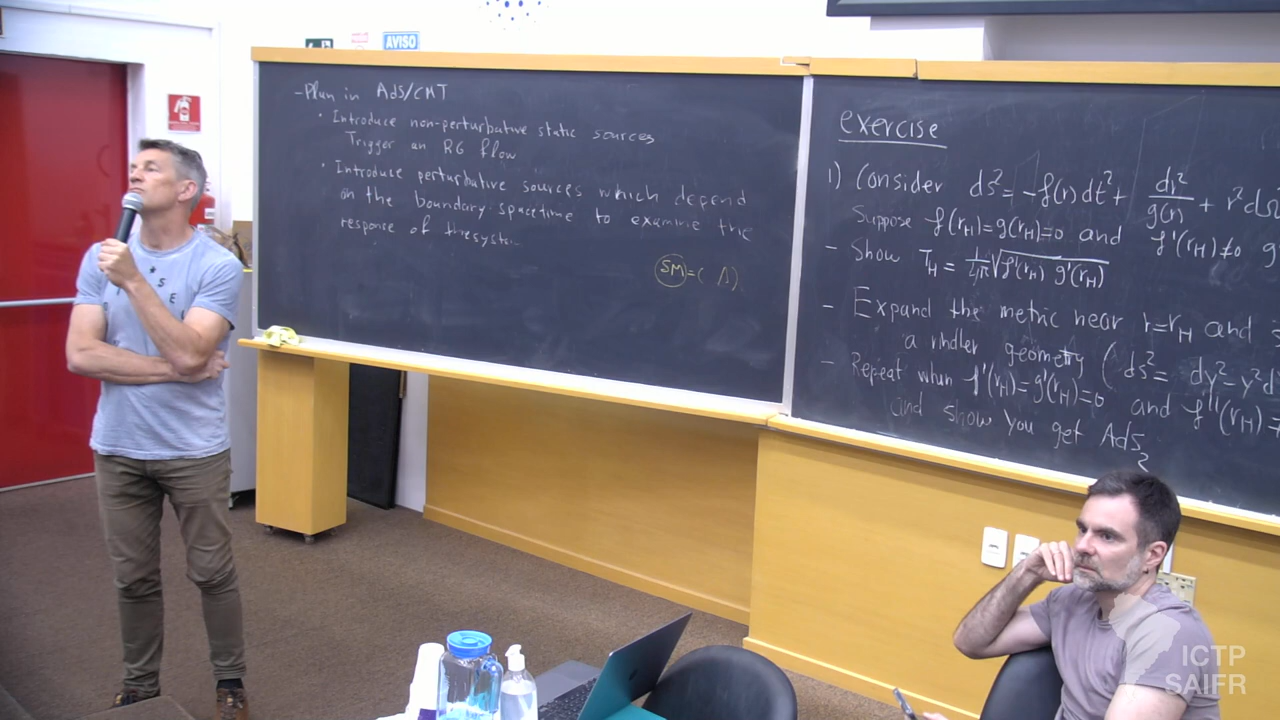 AVISO
- Plan in AdS/CMT
• Introduce non-perturbative static sources
Trigger an RG flow
• Introduce perturbative sources which depend
on the boundary spacetime to examine the
response of the
SM = ( Λ)
exercise
1) Consider ds² = -f(r)dt² + dr²/g(r) + r²ds
Suppose f(r_H)=g(r_H)=0 and f'(r_H)≠0 g
- Show T_H = 1/4π √f'(r_H) g'(r_H)
- Expand the metric near r=r_H and
a rindler geometry ( ds² = dy² - y²d
- Repeat when f'(r_H)=g'(r_H)=0 and f''(r_H)
and show you get AdS₂
ICTP
SAIFR